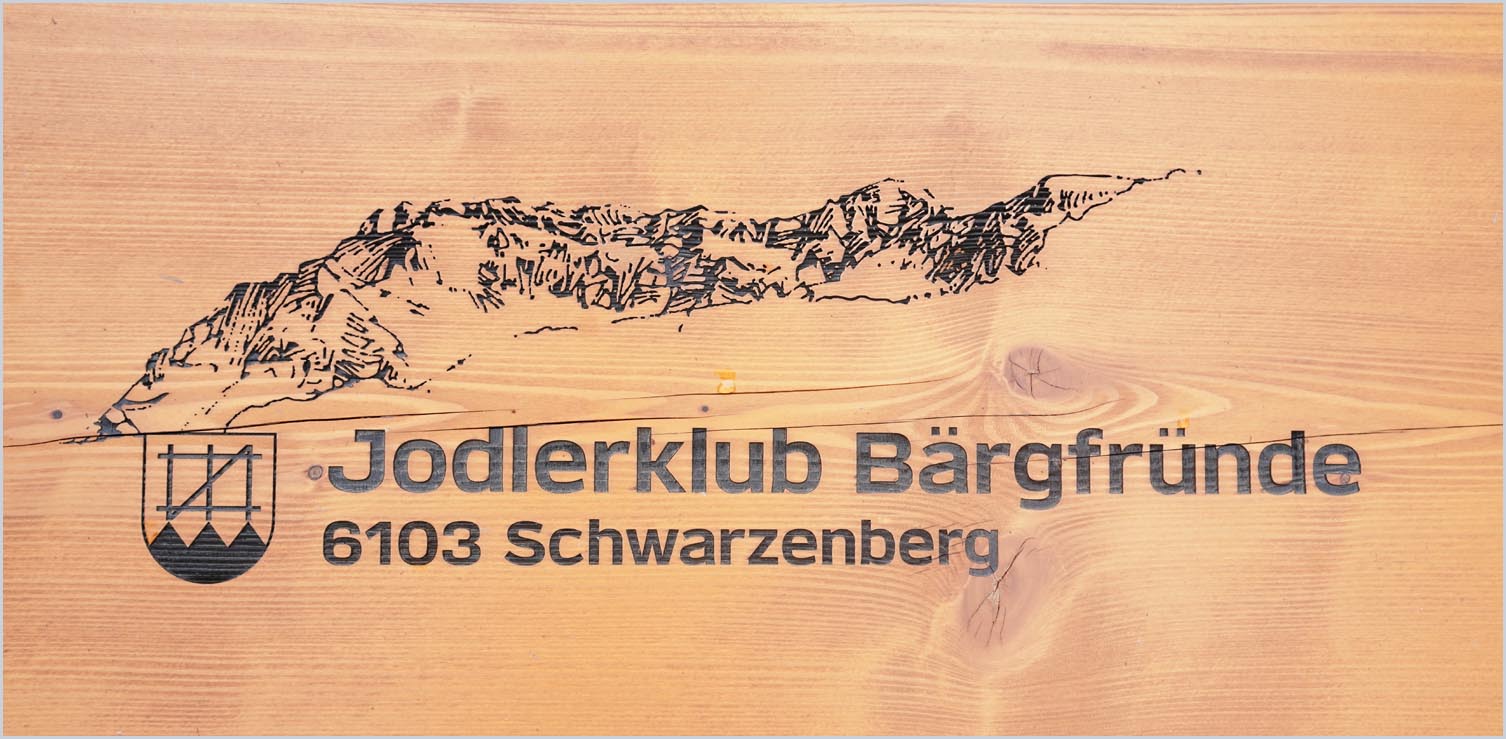 Jodlerklub Bärgfründe
6103 Schwarzenberg